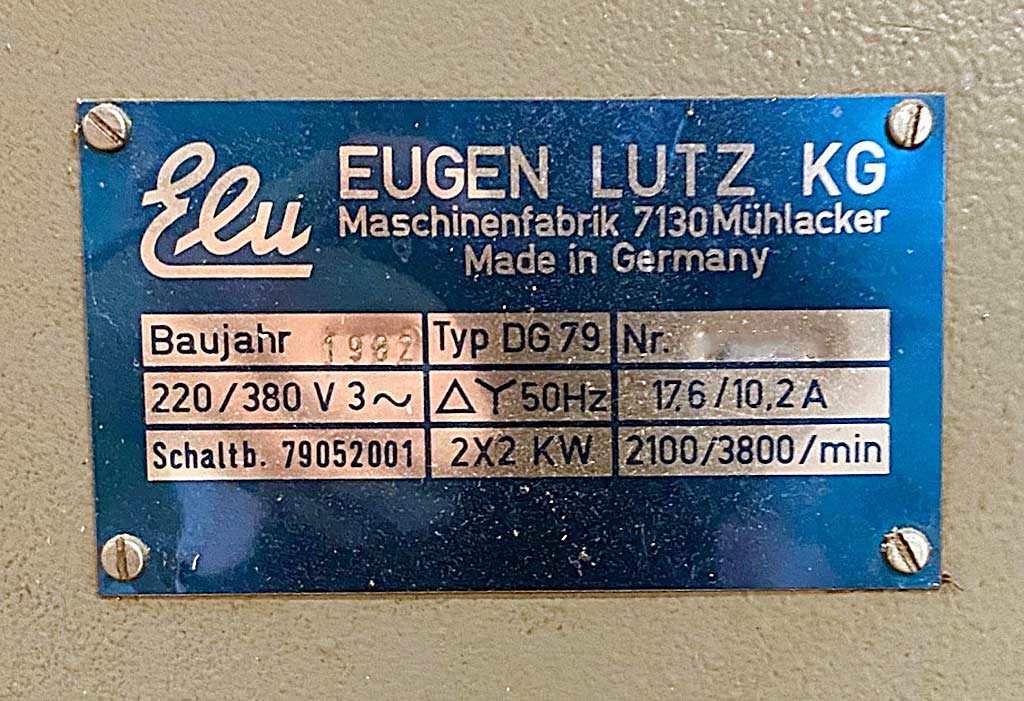 Elu
EUGEN LUTZ KG
Maschinenfabrik 7130 Mühlacker
Made in Germany
Baujahr 1982 Typ DG 79 Nr.
220/380 V 3~ △ Y 50Hz 17,6/10,2 A
Schaltb. 79052001 2X2 KW 2100/3800/min